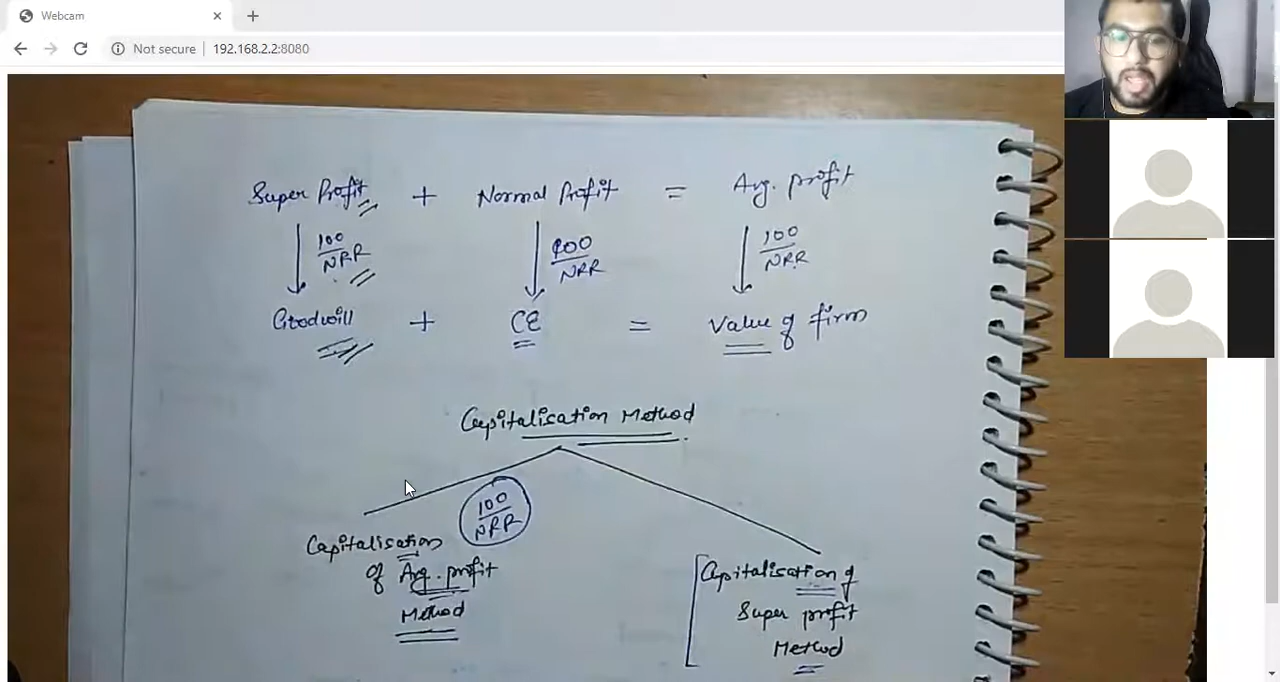 Webcam
Not secure | 192.168.2.2:8080
Super Profit + Normal Profit = Avg. profit
100 100 100
NRR NRR NRR
Goodwill + CE = Value of firm
Capitalisation Method
100
NRR
Capitalisation
of Avg. profit
Method
Capitalisation of
Super profit
Method